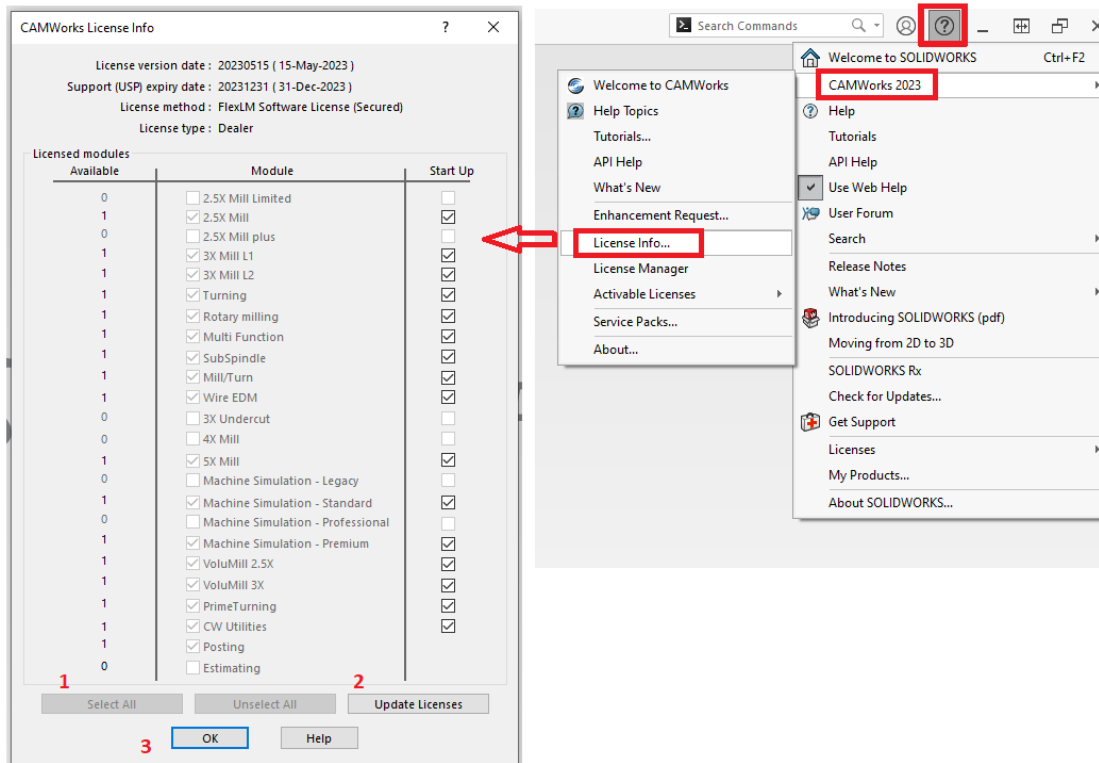 CAMWorks License Info ? ×
License version date : 20230515 ( 15-May-2023 )
Support (USP) expiry date : 20231231 ( 31-Dec-2023 )
License method : FlexLM Software License (Secured)
License type : Dealer
Licensed modules
Available Module Start Up
0 2.5X Mill Limited
1 2.5X Mill
0 2.5X Mill plus
1 3X Mill L1
1 3X Mill L2
1 Turning
1 Rotary milling
1 Multi Function
1 SubSpindle
1 Mill/Turn
1 Wire EDM
0 3X Undercut
0 4X Mill
1 5X Mill
0 Machine Simulation - Legacy
1 Machine Simulation - Standard
0 Machine Simulation - Professional
1 Machine Simulation - Premium
1 VoluMill 2.5X
1 VoluMill 3X
1 PrimeTurning
1 CW Utilities
1 Posting
0 Estimating
1 2
Select All Unselect All Update Licenses
3 OK Help
Search Commands
Welcome to SOLIDWORKS Ctrl+F2
CAMWorks 2023
Help
Tutorials
API Help
Use Web Help
User Forum
Search
Release Notes
What's New
Introducing SOLIDWORKS (pdf)
Moving from 2D to 3D
SOLIDWORKS Rx
Check for Updates...
Get Support
Licenses
My Products...
About SOLIDWORKS...
Welcome to CAMWorks
Help Topics
Tutorials...
API Help
What's New
Enhancement Request...
License Info...
License Manager
Activable Licenses
Service Packs...
About...